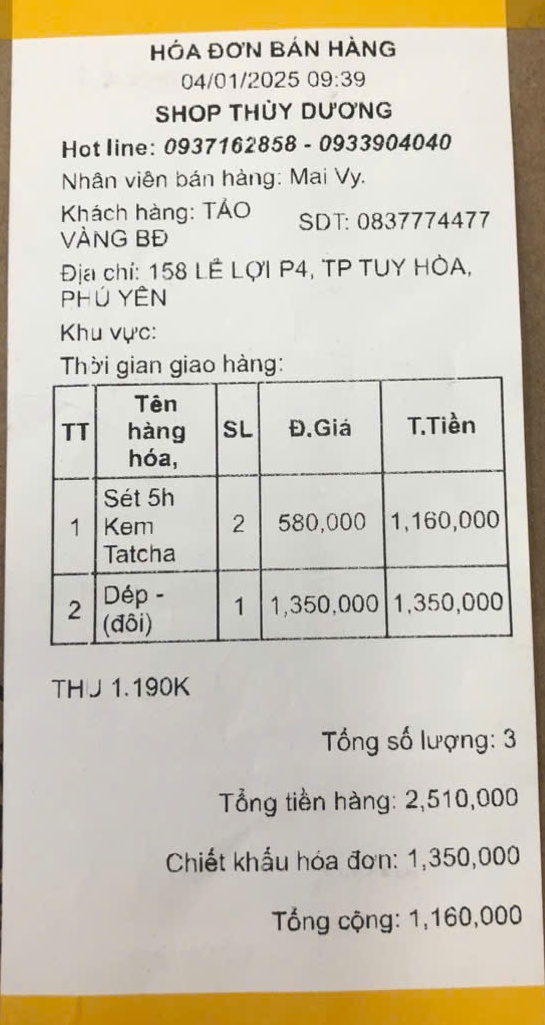 HÓA ĐƠN BÁN HÀNG
04/01/2025 09:39
SHOP THÙY DƯƠNG
Hot line: 0937162858 - 0933904040
Nhân viên bán hàng: Mai Vy.
Khách hàng: TẢO VÀNG BĐ
SDT: 0837774477
Địa chỉ: 158 LÊ LỢI P4, TP TUY HÒA,
PHÚ YÊN
Khu vực:
Thời gian giao hàng:
TT Tên hàng hóa, SL Đ.Giá T.Tiền
1 Sét 5h Kem Tatcha 2 580,000 1,160,000
2 Dép - (đôi) 1 1,350,000 1,350,000
THU 1.190K
Tổng số lượng: 3
Tổng tiền hàng: 2,510,000
Chiết khấu hóa đơn: 1,350,000
Tổng cộng: 1,160,000